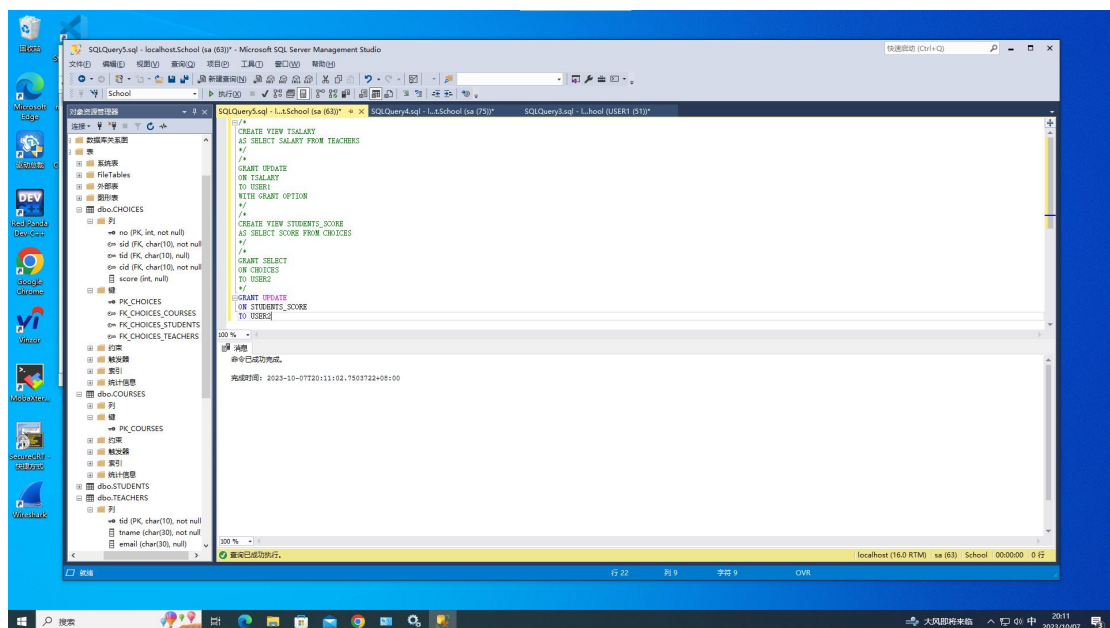 回收站
SQLQuery5.sql - localhost.School (sa (63))* - Microsoft SQL Server Management Studio
快速启动 (Ctrl+Q)
文件(F) 编辑(E) 视图(V) 查询(Q) 项目(P) 工具(T) 窗口(W) 帮助(H)
新建查询(N)
School
执行(X)
Microsoft Edge
对象资源管理器
连接
数据库关系图
表
系统表
FileTables
外部表
图形表
dbo.CHOICES
列
no (PK, int, not null)
sid (FK, char(10), not null
tid (FK, char(10), null)
cid (FK, char(10), not null
score (int, null)
键
PK_CHOICES
FK_CHOICES_COURSES
FK_CHOICES_STUDENTS
FK_CHOICES_TEACHERS
约束
触发器
索引
统计信息
dbo.COURSES
列
键
PK_COURSES
约束
触发器
索引
统计信息
dbo.STUDENTS
dbo.TEACHERS
列
tid (PK, char(10), not null
tname (char(30), not null
email (char(30), null)
SQLQuery5.sql - l...t.School (sa (63))*
SQLQuery4.sql - l...t.School (sa (75))*
SQLQuery3.sql - l...hool (USER1 (51))*
/*
CREATE VIEW TSALARY
AS SELECT SALARY FROM TEACHERS
*/
/*
GRANT UPDATE
ON TSALARY
TO USER1
WITH GRANT OPTION
*/
/*
CREATE VIEW STUDENTS_SCORE
AS SELECT SCORE FROM CHOICES
*/
/*
GRANT SELECT
ON CHOICES
TO USER2
*/
GRANT UPDATE
ON STUDENTS_SCORE
TO USER2
100 %
消息
命令已成功完成。
完成时间: 2023-10-07T20:11:02.7503722+08:00
100 %
查询已成功执行。
localhost (16.0 RTM) sa (63) School 00:00:00 0 行
就绪
行 22 列 9 字符 9 OVR
DEV
Red Panda
Dev-C++
Google
Chrome
Vinzor
MobaXter...
SecureCRT -
快捷方式
Wireshark
搜索
大风即将来临
中
20:11
2023/10/07